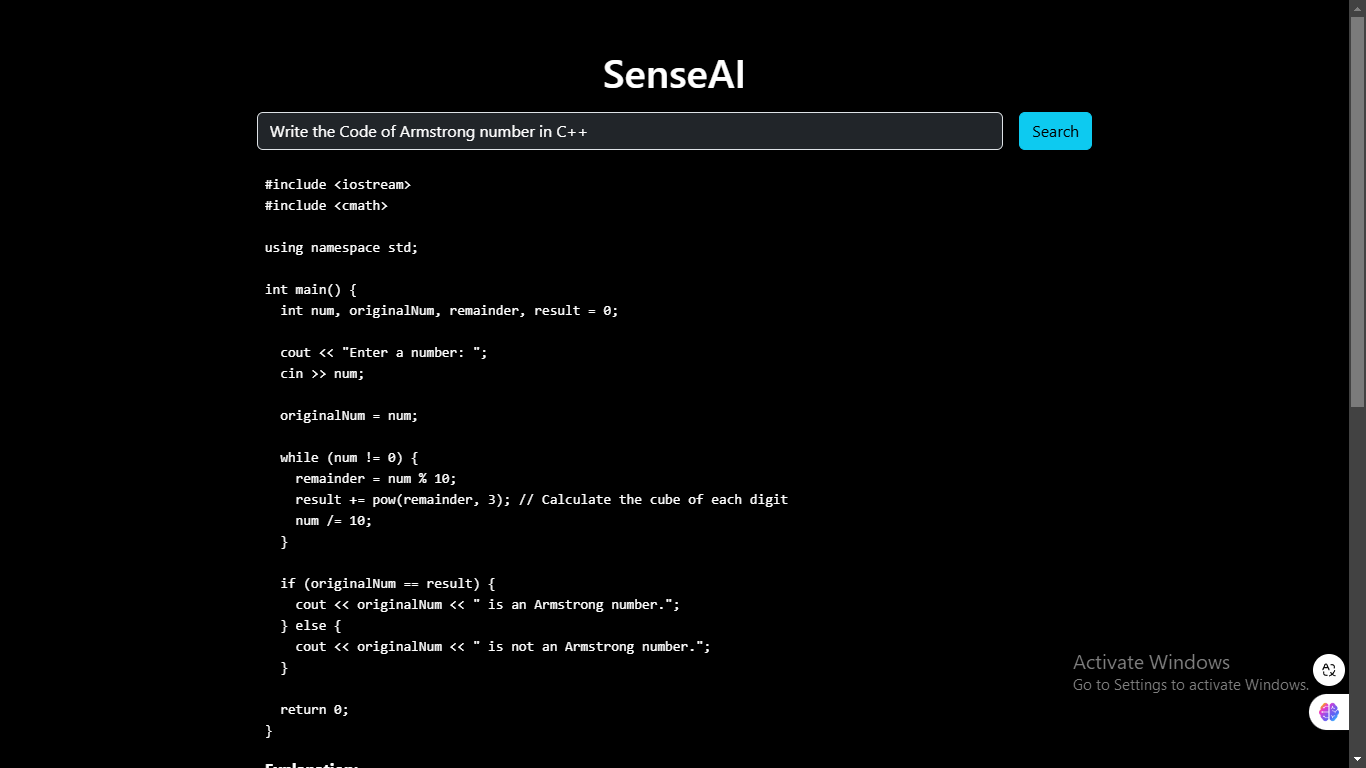 SenseAI
Write the Code of Armstrong number in C++
Search
#include <iostream>
#include <cmath>
using namespace std;
int main() {
  int num, originalNum, remainder, result = 0;
  cout << "Enter a number: ";
  cin >> num;
  originalNum = num;
  while (num != 0) {
    remainder = num % 10;
    result += pow(remainder, 3); // Calculate the cube of each digit
    num /= 10;
  }
  if (originalNum == result) {
    cout << originalNum << " is an Armstrong number.";
  } else {
    cout << originalNum << " is not an Armstrong number.";
  }
  return 0;
}
Explanation:
Activate Windows
Go to Settings to activate Windows.